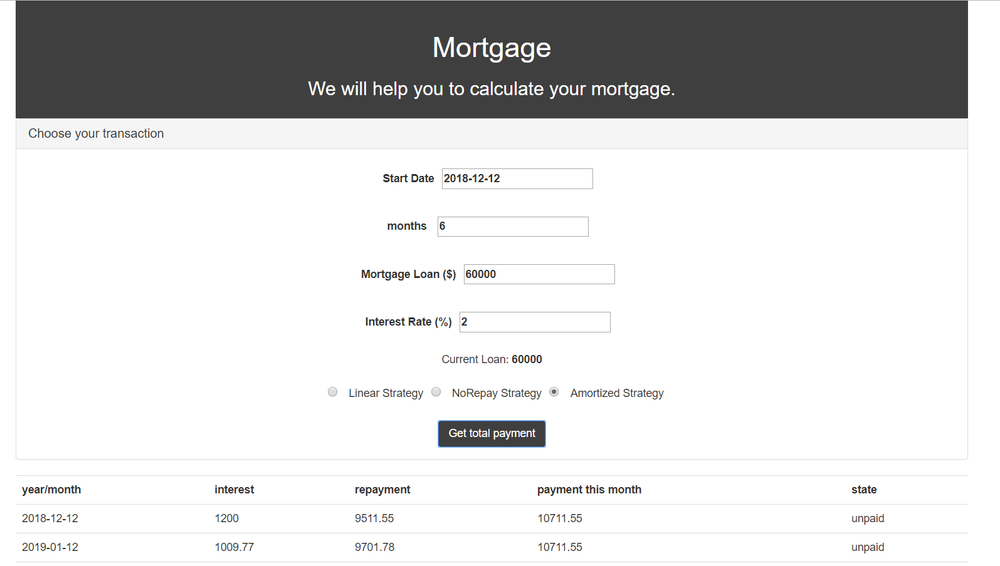 Mortgage
We will help you to calculate your mortgage.
Choose your transaction
Start Date 2018-12-12
months 6
Mortgage Loan ($) 60000
Interest Rate (%) 2
Current Loan: 60000
Linear Strategy NoRepay Strategy Amortized Strategy
Get total payment
year/month interest repayment payment this month state
2018-12-12 1200 9511.55 10711.55 unpaid
2019-01-12 1009.77 9701.78 10711.55 unpaid